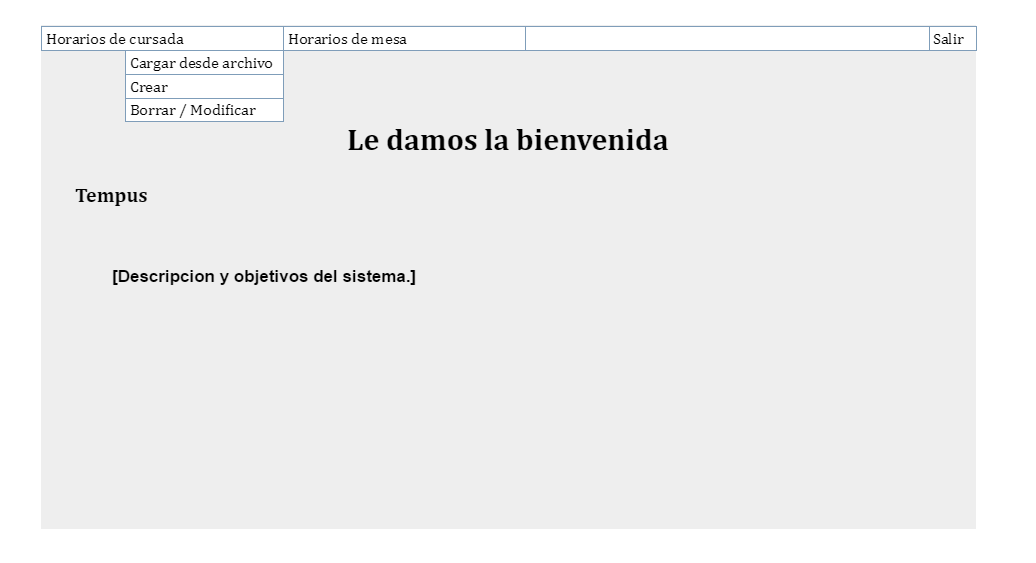 Horarios de cursada Horarios de mesa Salir
Cargar desde archivo
Crear
Borrar / Modificar
Le damos la bienvenida
Tempus
[Descripcion y objetivos del sistema.]